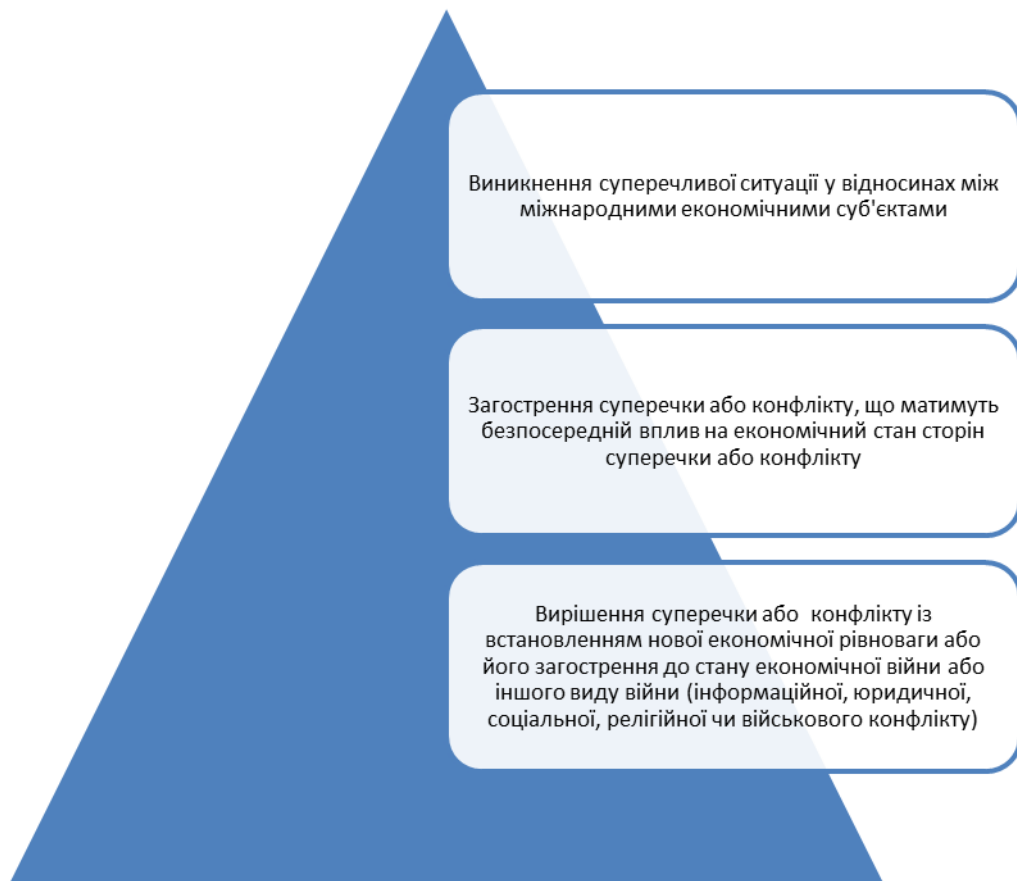 Виникнення суперечливої ситуації у відносинах між
міжнародними економічними суб'єктами
Загострення суперечки або конфлікту, що матимуть
безпосередній вплив на економічний стан сторін
суперечки або конфлікту
Вирішення суперечки або конфлікту із
встановленням нової економічної рівноваги або
його загострення до стану економічної війни або
іншого виду війни (інформаційної, юридичної,
соціальної, релігійної чи військового конфлікту)